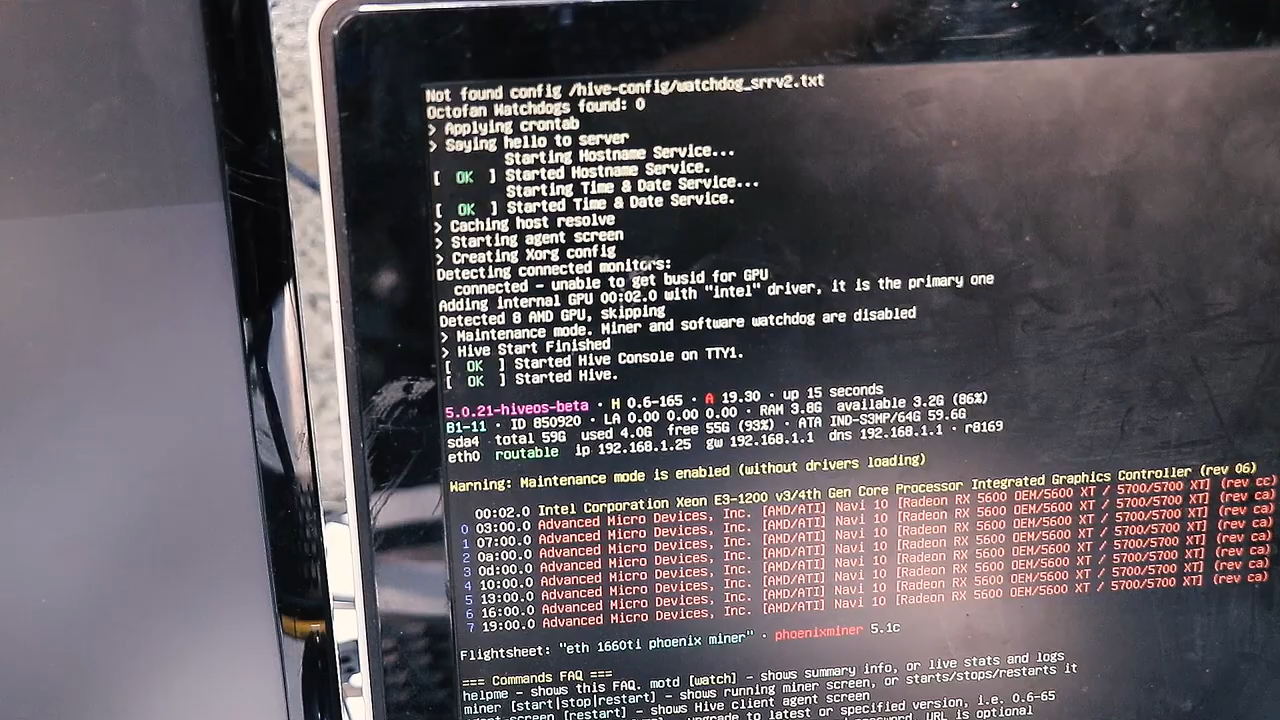 Not found config /hive-config/watchdog_srrv2.txt
Octofan Watchdogs found: 0
> Applying crontab
> Saying hello to server
Starting Hostname Service...
[ OK ] Started Hostname Service.
Starting Time & Date Service...
[ OK ] Started Time & Date Service.
> Caching host resolve
> Starting agent screen
> Creating Xorg config
Detecting connected monitors:
connected - unable to get busid for GPU
Adding internal GPU 00:02.0 with "intel" driver, it is the primary one
Detected 8 AMD GPU, skipping
> Maintenance mode. Miner and software watchdog are disabled
> Hive Start Finished
[ OK ] Started Hive Console on TTY1.
[ OK ] Started Hive.
5.0.21-hiveos-beta · H 0.6-165 · A 19.30 · up 15 seconds
B1-11 · ID 850920 · LA 0.00 0.00 0.00 · RAM 3.8G available 3.2G (86%)
sda4 total 59G used 4.0G free 55G (93%) · ATA IND-S3MP/64G 59.6G
eth0 routable ip 192.168.1.25 gw 192.168.1.1 dns 192.168.1.1 · r8169
Warning: Maintenance mode is enabled (without drivers loading)
00:02.0 Intel Corporation Xeon E3-1200 v3/4th Gen Core Processor Integrated Graphics Controller (rev 06)
0 03:00.0 Advanced Micro Devices, Inc. [AMD/ATI] Navi 10 [Radeon RX 5600 OEM/5600 XT / 5700/5700 XT] (rev cc)
1 07:00.0 Advanced Micro Devices, Inc. [AMD/ATI] Navi 10 [Radeon RX 5600 OEM/5600 XT / 5700/5700 XT] (rev ca)
2 0a:00.0 Advanced Micro Devices, Inc. [AMD/ATI] Navi 10 [Radeon RX 5600 OEM/5600 XT / 5700/5700 XT] (rev ca)
3 0d:00.0 Advanced Micro Devices, Inc. [AMD/ATI] Navi 10 [Radeon RX 5600 OEM/5600 XT / 5700/5700 XT] (rev ca)
4 10:00.0 Advanced Micro Devices, Inc. [AMD/ATI] Navi 10 [Radeon RX 5600 OEM/5600 XT / 5700/5700 XT] (rev ca)
5 13:00.0 Advanced Micro Devices, Inc. [AMD/ATI] Navi 10 [Radeon RX 5600 OEM/5600 XT / 5700/5700 XT] (rev ca)
6 16:00.0 Advanced Micro Devices, Inc. [AMD/ATI] Navi 10 [Radeon RX 5600 OEM/5600 XT / 5700/5700 XT] (rev ca)
7 19:00.0 Advanced Micro Devices, Inc. [AMD/ATI] Navi 10 [Radeon RX 5600 OEM/5600 XT / 5700/5700 XT] (rev ca)
Flightsheet: "eth 1660ti phoenix miner" · phoenixminer 5.1c
=== Commands FAQ ===
helpme - shows this FAQ. motd [watch] - shows summary info, or live stats and logs
miner [start|stop|restart] - shows running miner screen, or starts/stops/restarts it
agent-screen [restart] - shows Hive client agent screen
upgrade to latest or specified version, i.e. 0.6-65
password, URL is optional